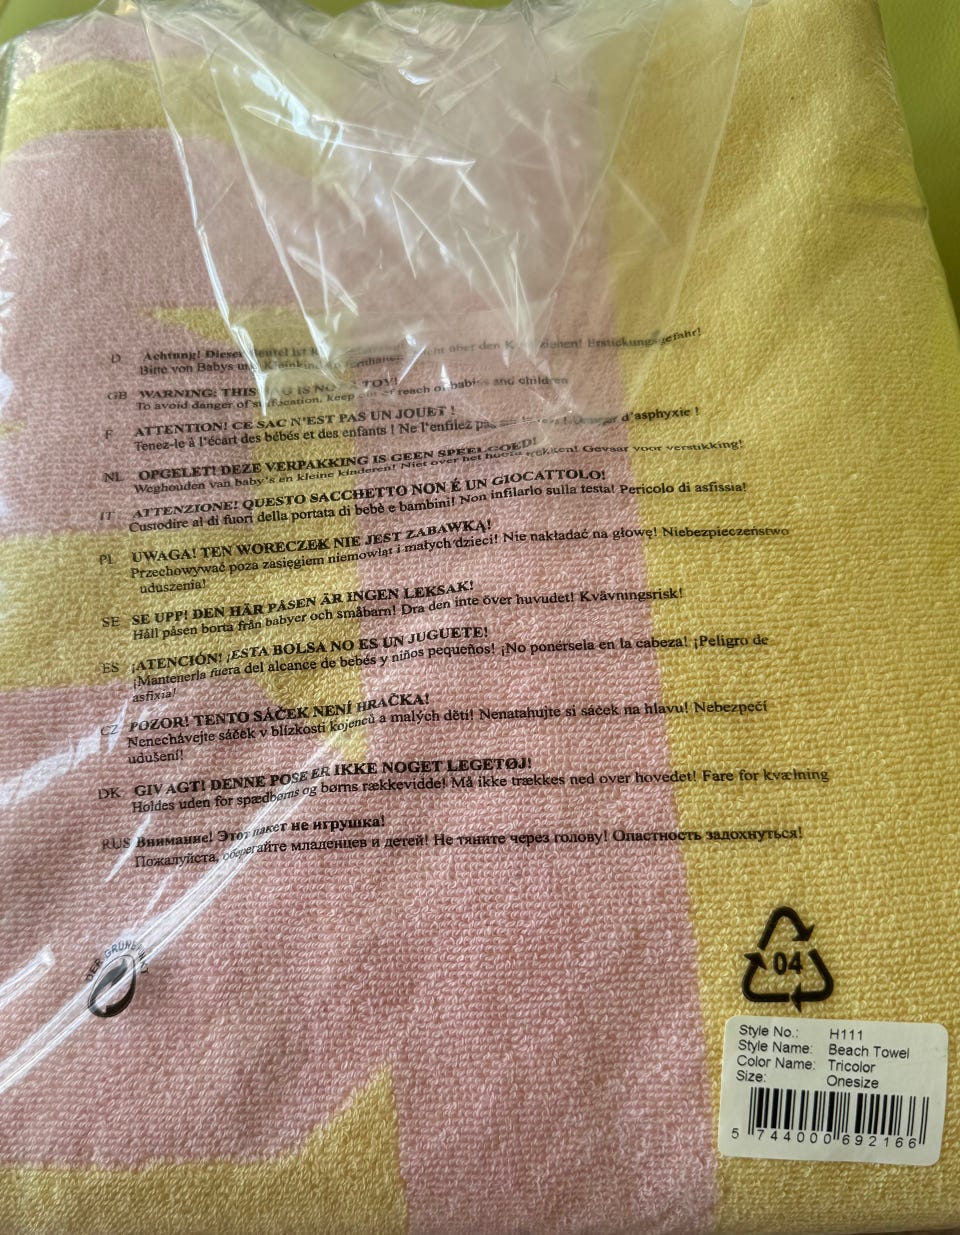 D Achtung! Dieser Beutel ist
Bitte von Babys und Kleinkindern fernhalten nicht über den Kopf ziehen! Erstickungsgefahr!
GB WARNING: THIS BAG IS NOT A TOY!
To avoid danger of suffocation, keep out of reach of babies and children
F ATTENTION! CE SAC N'EST PAS UN JOUET !
Tenez-le à l'écart des bébés et des enfants ! Ne l'enfilez pas Danger d'asphyxie !
NL OPGELET! DEZE VERPAKKING IS GEEN SPEELGOED!
Weghouden van baby's en kleine kinderen! Niet over het hoofd trekken! Gevaar voor verstikking!
IT ATTENZIONE! QUESTO SACCHETTO NON É UN GIOCATTOLO!
Custodire al di fuori della portata di bebè e bambini! Non infilarlo sulla testa! Pericolo di asfissia!
PL UWAGA! TEN WORECZEK NIE JEST ZABAWKĄ!
Przechowywać poza zasięgiem niemowląt i małych dzieci! Nie nakładać na głowę! Niebezpieczeństwo
uduszenia!
SE SE UPP! DEN HÄR PÅSEN ÄR INGEN LEKSAK!
Håll påsen borta från babyer och småbarn! Dra den inte över huvudet! Kvävningsrisk!
ES ¡ATENCIÓN! ¡ESTA BOLSA NO ES UN JUGUETE!
¡Mantenerla fuera del alcance de bebés y niños pequeños! ¡No ponérsela en la cabeza! ¡Peligro de
asfixia!
CZ POZOR! TENTO SÁČEK NENÍ HRAČKA!
Nenechávejte sáček v blízkosti kojenců a malých dětí! Nenatahujte si sáček na hlavu! Nebezpečí
udušení!
DK GIV AGT! DENNE POSE ER IKKE NOGET LEGETØJ!
Holdes uden for spædbørns og børns rækkevidde! Må ikke trækkes ned over hovedet! Fare for kvælning
RUS Внимание! Этот пакет не игрушка!
Пожалуйста, оберегайте младенцев и детей! Не тяните через голову! Опастность задохнуться!
DER GRÜNE PUNKT
04
Style No.: H111
Style Name: Beach Towel
Color Name: Tricolor
Size: Onesize
5 744000 692166